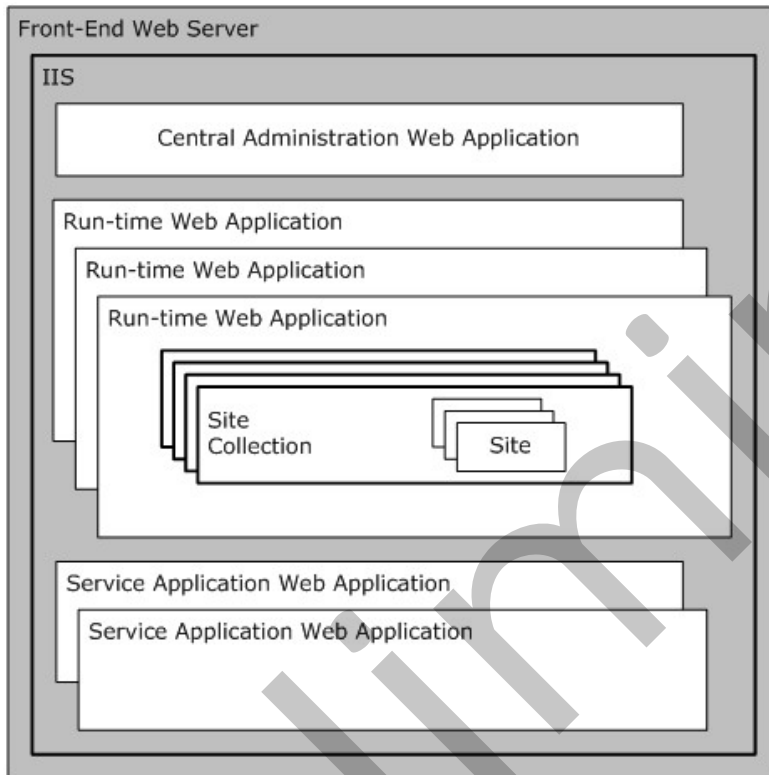 Front-End Web Server
IIS
Central Administration Web Application
Run-time Web Application
Run-time Web Application
Run-time Web Application
Site
Collection
Site
Service Application Web Application
Service Application Web Application